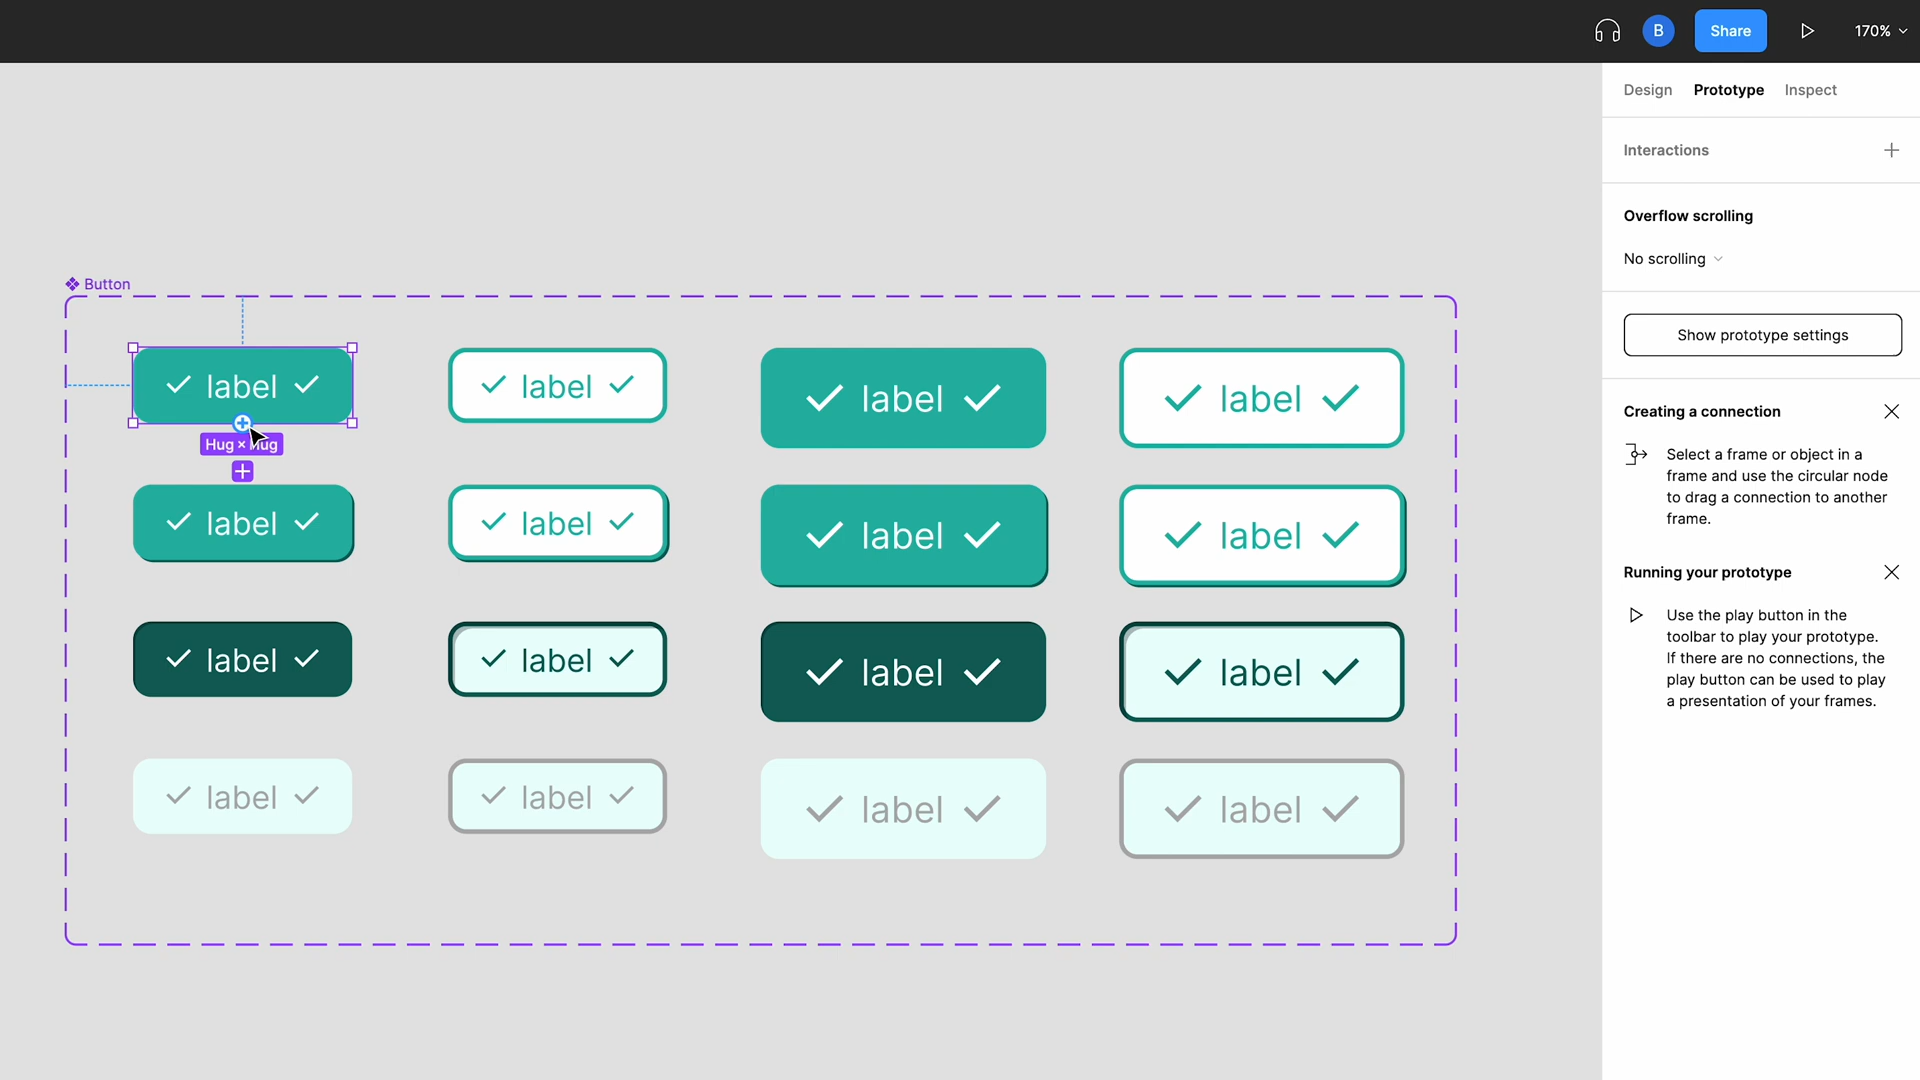 B
Share
170%
Design
Prototype
Inspect
Interactions
Overflow scrolling
No scrolling
Show prototype settings
Creating a connection
Select a frame or object in a
frame and use the circular node
to drag a connection to another
frame.
Running your prototype
Use the play button in the
toolbar to play your prototype.
If there are no connections, the
play button can be used to play
a presentation of your frames.
Button
label
label
label
label
Hug × Hug
label
label
label
label
label
label
label
label
label
label
label
label